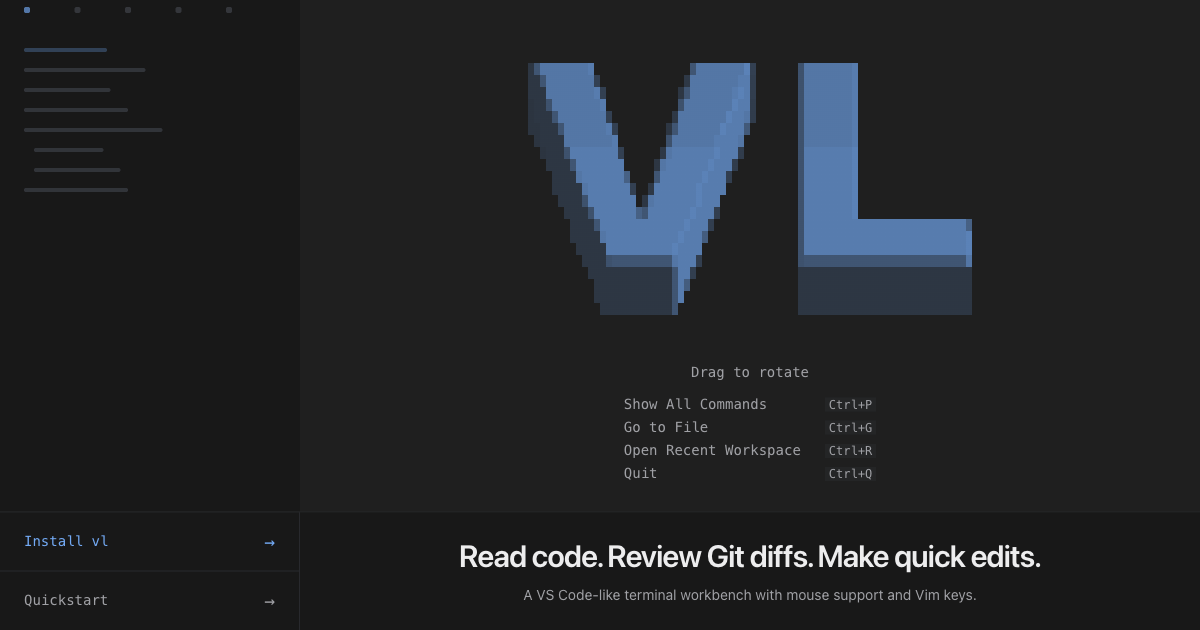 VL
Drag to rotate
Show All Commands Ctrl+P
Go to File Ctrl+G
Open Recent Workspace Ctrl+R
Quit Ctrl+Q
Install vl →
Quickstart →
Read code. Review Git diffs. Make quick edits.
A VS Code-like terminal workbench with mouse support and Vim keys.